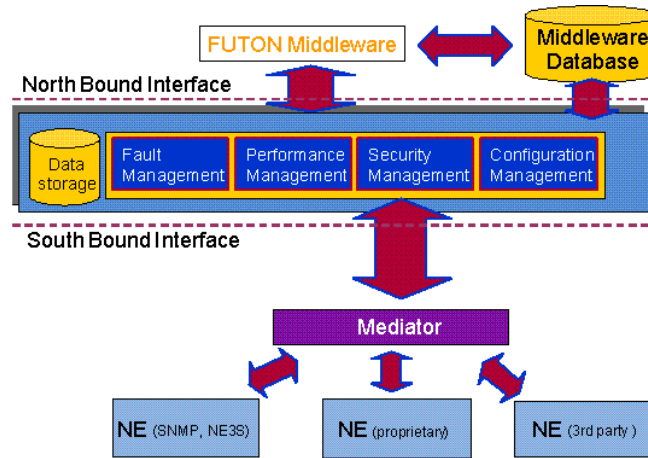 FUTON Middleware
Middleware
Database
North Bound Interface
Data
storage
Fault
Management
Performance
Management
Security
Management
Configuration
Management
South Bound Interface
Mediator
NE (SNMP, NE3S)
NE (proprietary)
NE (3rd party )